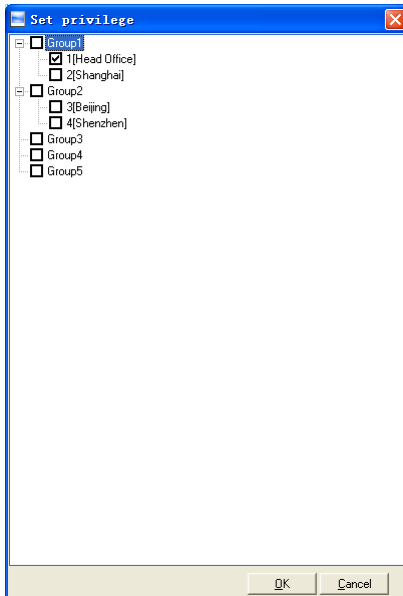 Set privilege
Group1
1[Head Office]
2[Shanghai]
Group2
3[Beijing]
4[Shenzhen]
Group3
Group4
Group5
OK Cancel